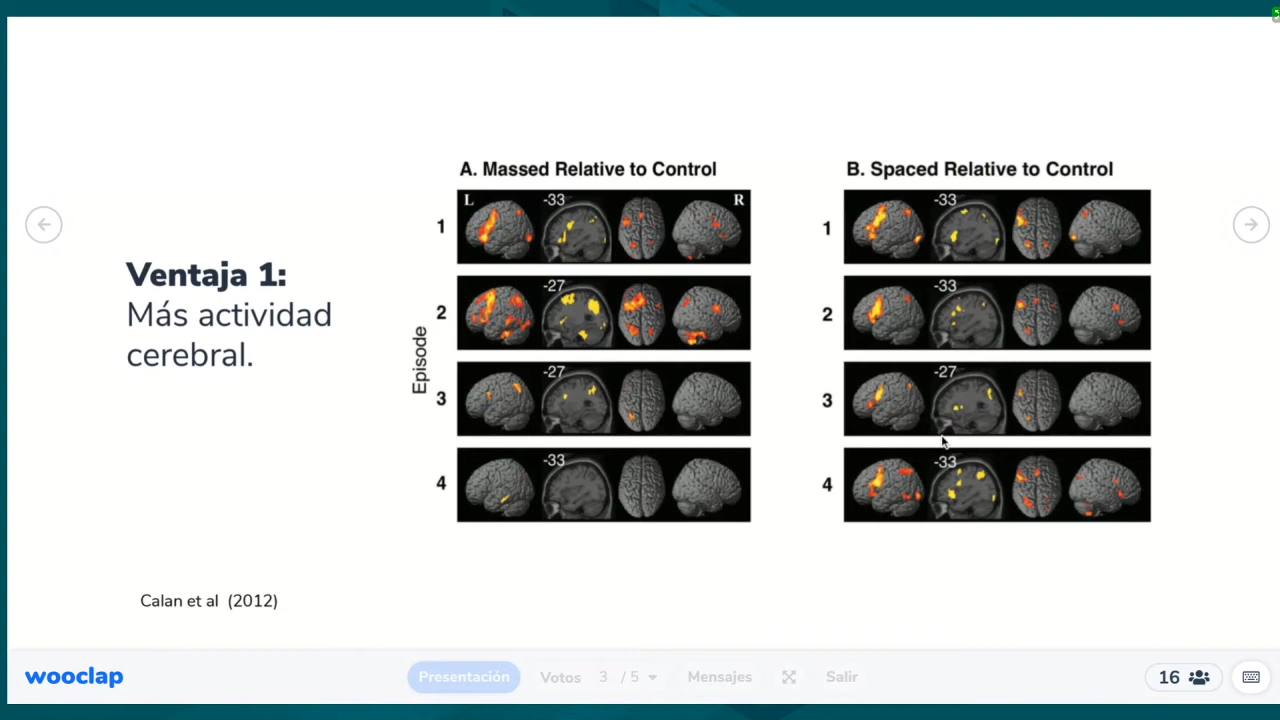 A. Massed Relative to Control
B. Spaced Relative to Control
L
-33
R
1
-33
1
Ventaja 1:
Más actividad
cerebral.
-27
2
-33
2
Episode
-27
3
-27
3
-33
4
-33
4
Calan et al (2012)
wooclap
Presentación
Votos 3 / 5
Mensajes
Salir
16